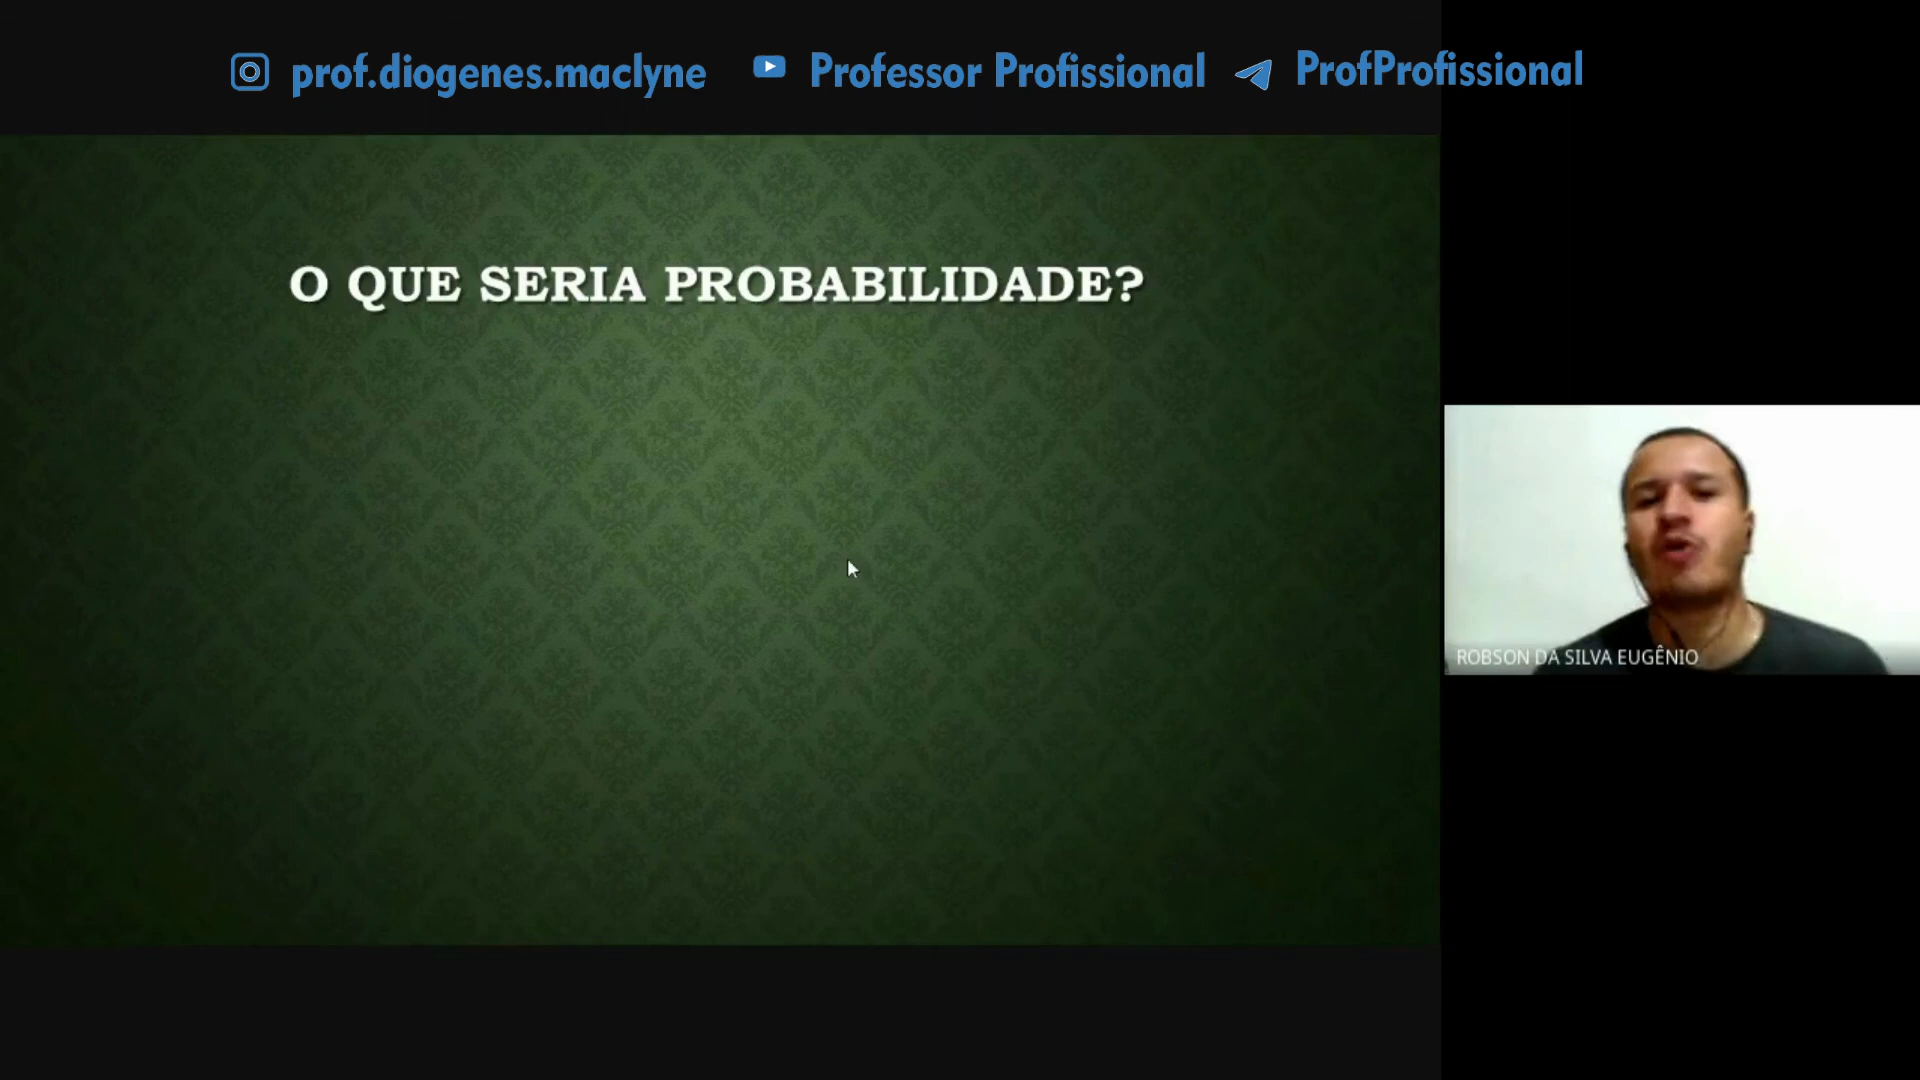 prof.diogenes.maclyne Professor Profissional ProfProfissional
O QUE SERIA PROBABILIDADE?
ROBSON DA SILVA EUGÊNIO